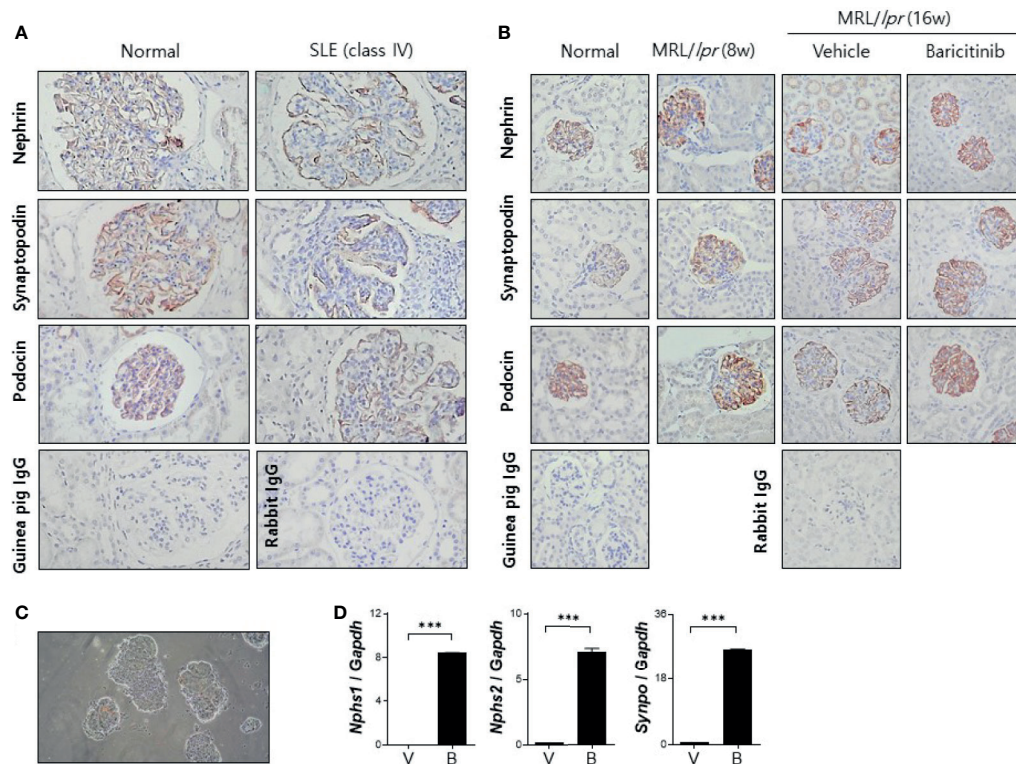 A
Normal
SLE (class IV)
Nephrin
Synaptopodin
Podocin
Guinea pig IgG
Rabbit IgG
B
MRL/lpr (16w)
Normal
MRL/lpr (8w)
Vehicle
Baricitinib
Nephrin
Synaptopodin
Podocin
Guinea pig IgG
Rabbit IgG
C
D
Nphs1 / Gapdh
12
8
4
0
***
V B
Nphs2 / Gapdh
10
5
0
***
V B
Synpo / Gapdh
36
28
18
0
***
V B